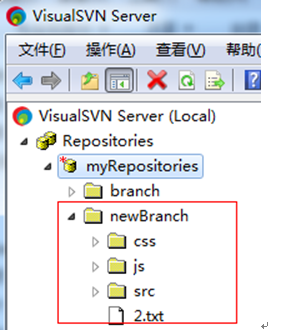 VisualSVN Server
文件(F) 操作(A) 查看(V) 帮助(
VisualSVN Server (Local)
Repositories
myRepositories
branch
newBranch
css
js
src
2.txt